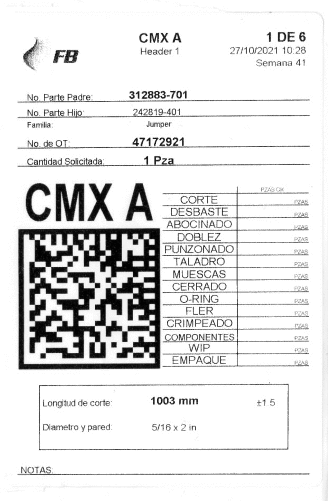 FB
CMX A
Header 1
1 DE 6
27/10/2021 10:28
Semana 41
No. Parte Padre: 312883-701
No. Parte Hijo: 242819-401
Familia: Jumper
No. de OT: 47172921
Cantidad Solicitada: 1 Pza
CMX A
PZAS OK
CORTE PZAS
DESBASTE PZAS
ABOCINADO PZAS
DOBLEZ PZAS
PUNZONADO PZAS
TALADRO PZAS
MUESCAS PZAS
CERRADO PZAS
O-RING PZAS
FLER PZAS
CRIMPEADO PZAS
COMPONENTES PZAS
WIP PZAS
EMPAQUE PZAS
Longitud de corte: 1003 mm ±1.5
Diametro y pared: 5/16 x 2 in
NOTAS: